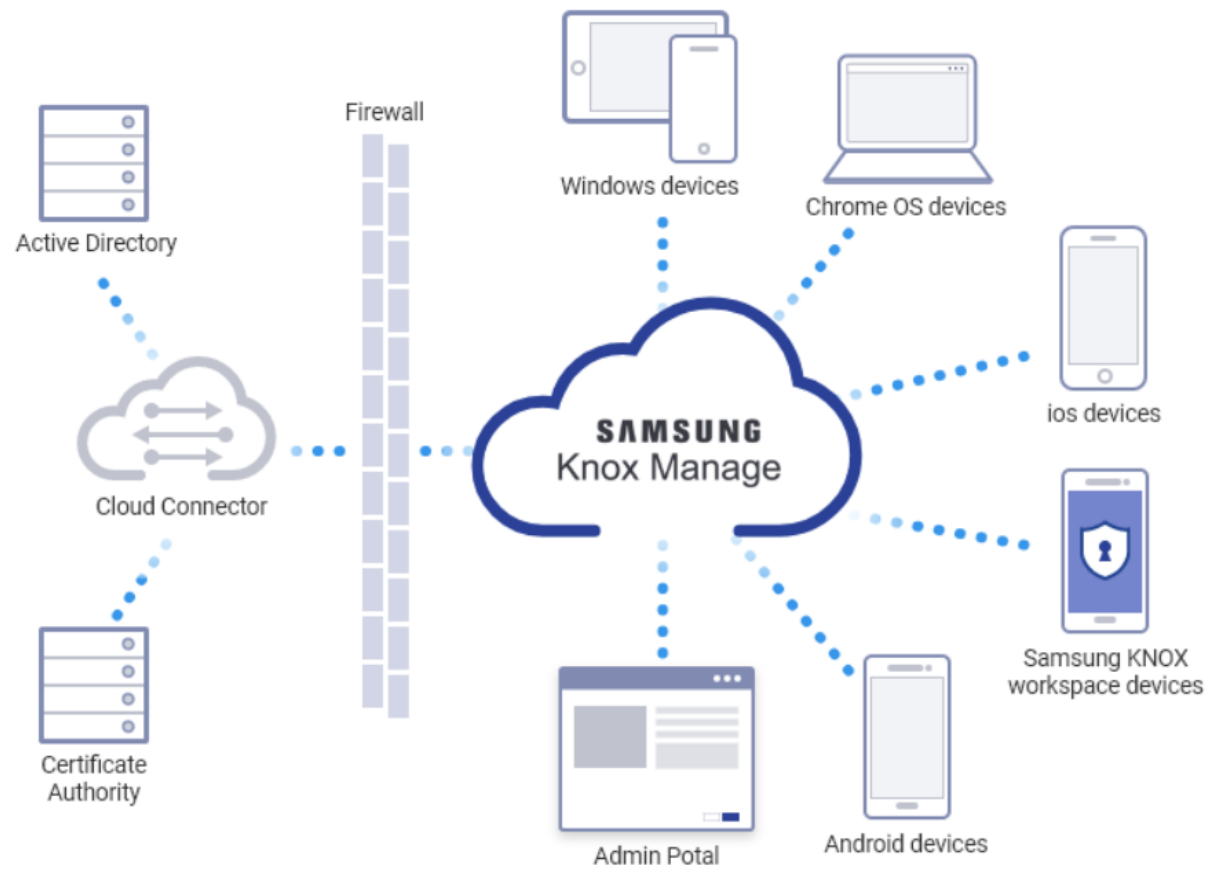 Firewall
Windows devices
Chrome OS devices
Active Directory
ios devices
SAMSUNG
Knox Manage
Cloud Connector
Samsung KNOX
workspace devices
Certificate
Authority
Admin Potal
Android devices